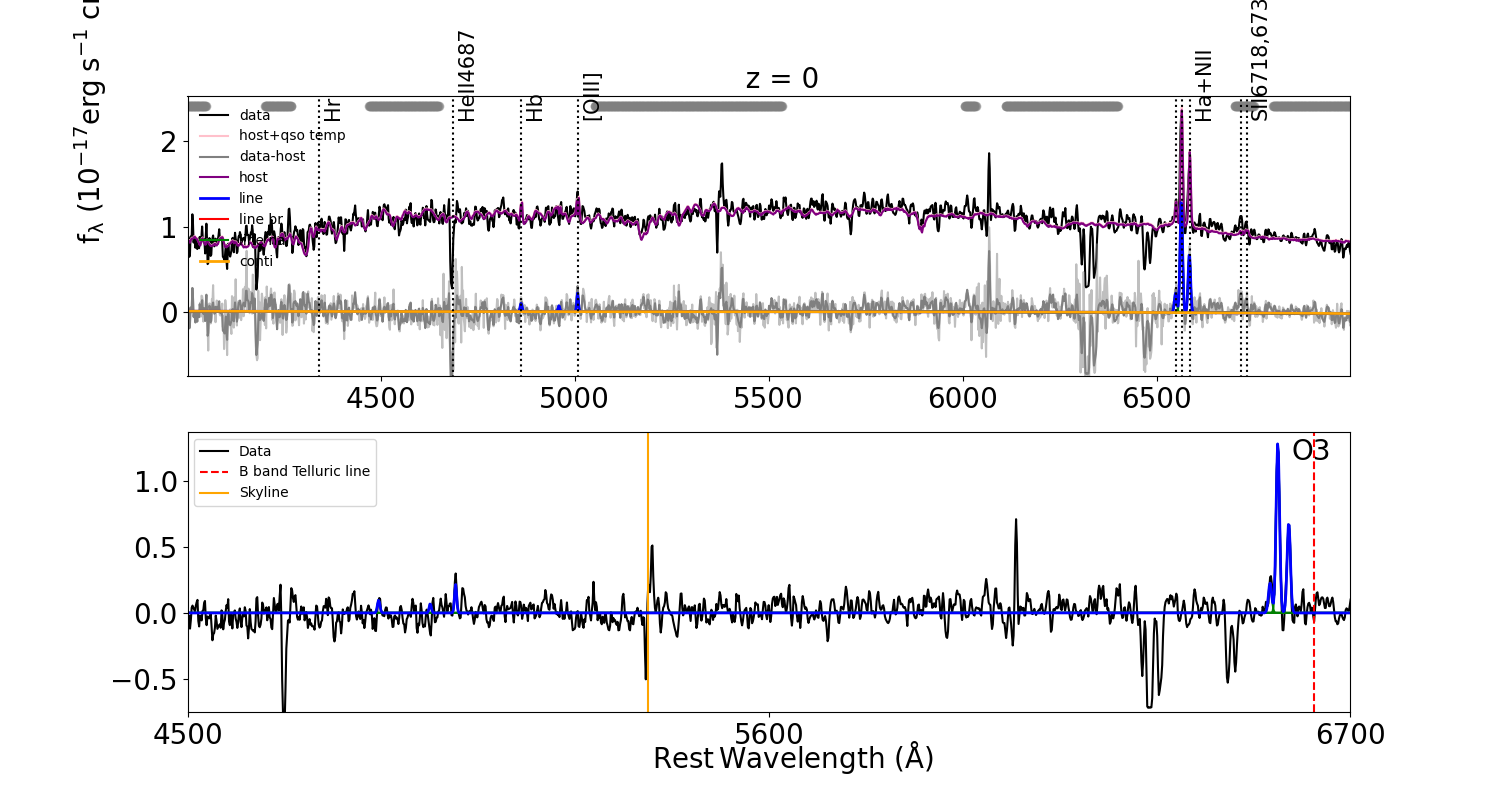 z = 0
Hr
HeII4687
Hb
[OIII]
Ha+NII
SII6718,673
f_λ (10^−17 erg s^−1 c
data
host+qso temp
data-host
host
line
line br
conti
2
1
0
4500
5000
5500
6000
6500
Data
B band Telluric line
Skyline
O3
1.0
0.5
0.0
−0.5
4500
5600
6700
Rest Wavelength (Å)